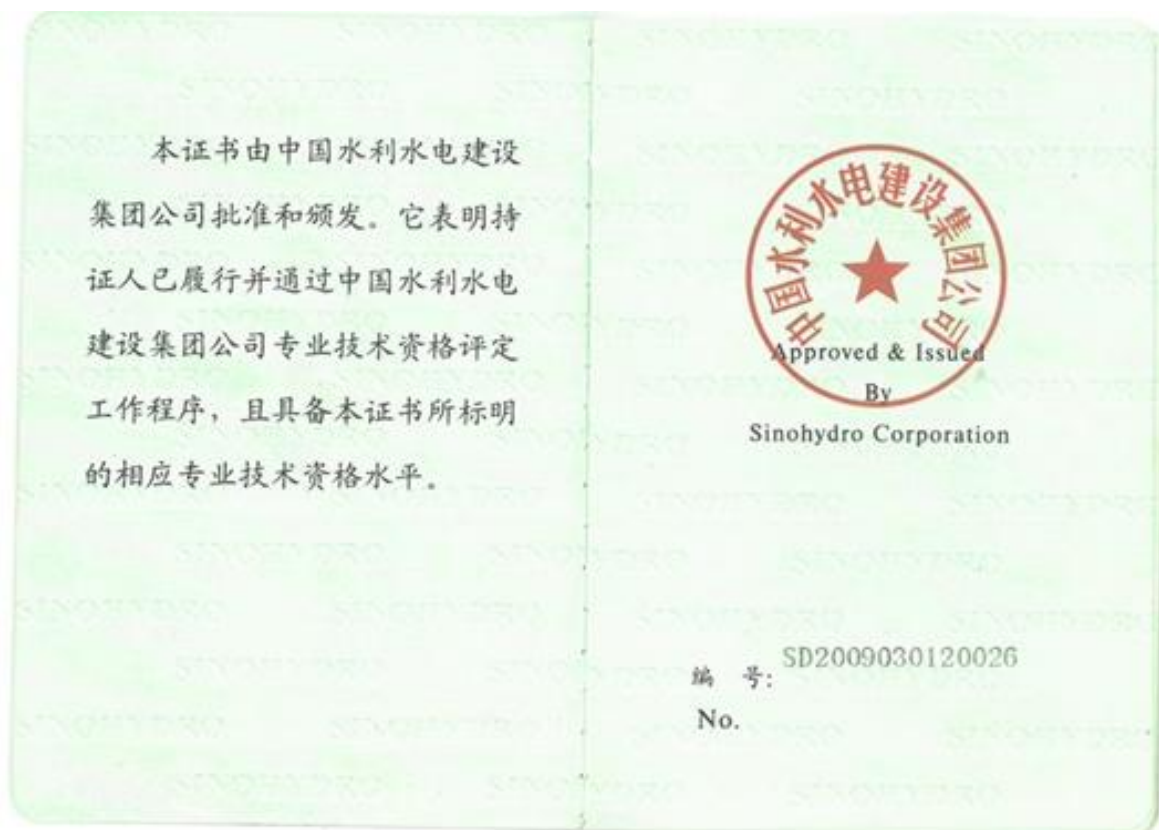 本证书由中国水利水电建设
集团公司批准和颁发。它表明持
证人已履行并通过中国水利水电
建设集团公司专业技术资格评定
工作程序，且具备本证书所标明
的相应专业技术资格水平。
中国水利水电建设集团公司
Approved & Issued
By
Sinohydro Corporation
编 号: SD2009030120026
No.